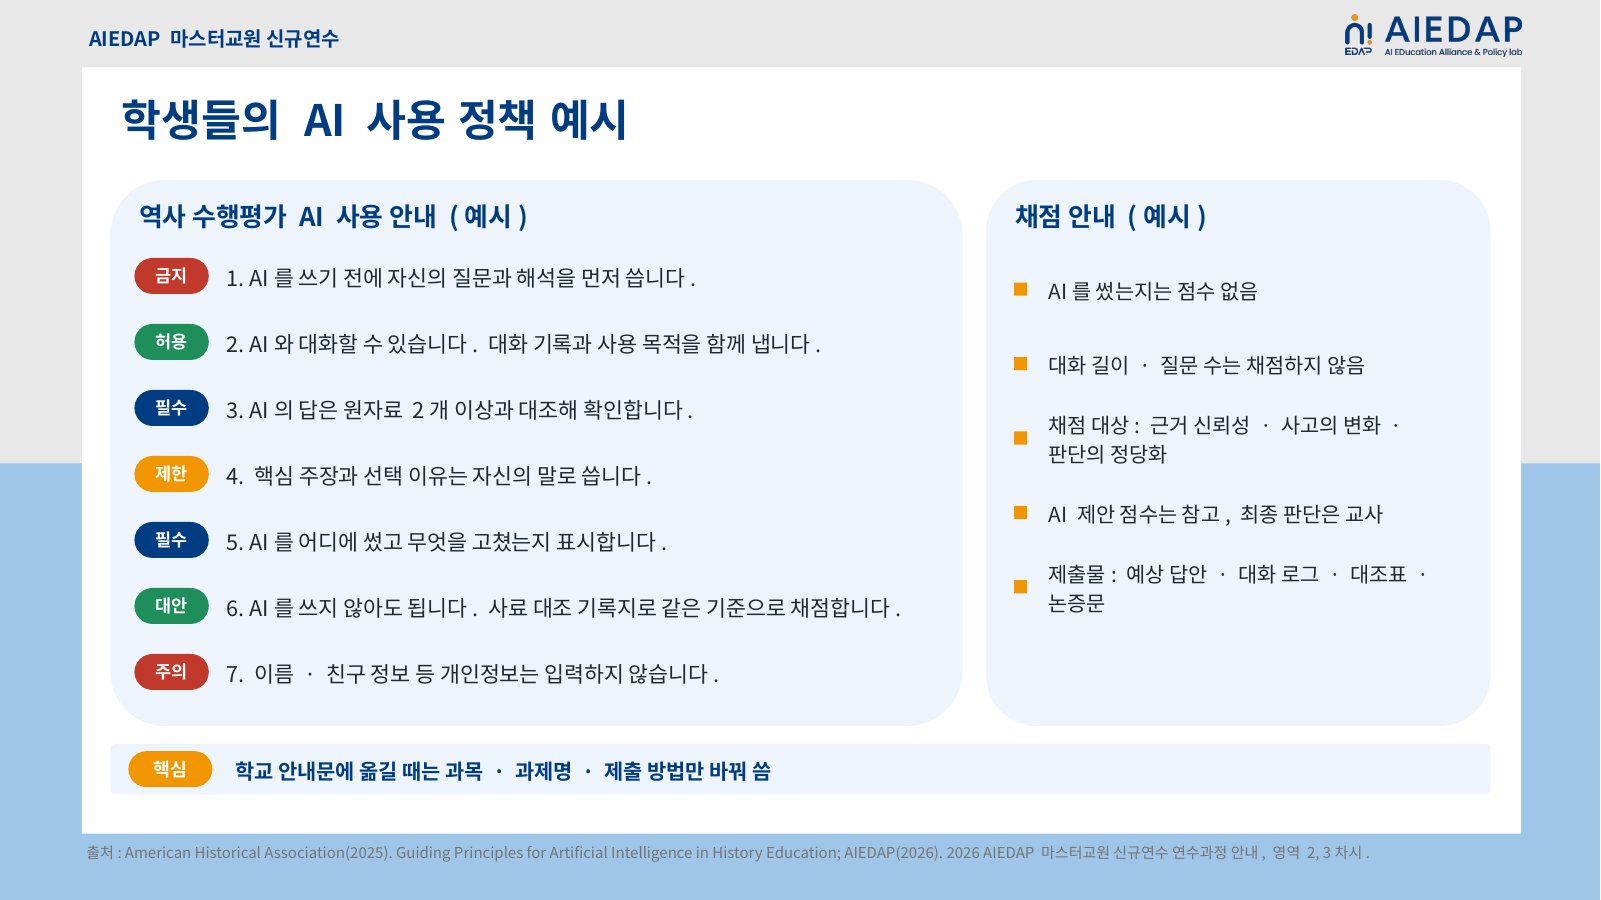 AIEDAP 마스터교원 신규연수
AIEDAP
EDAP
AI EDucation Alliance & Policy lab
학생들의 AI 사용 정책 예시
역사 수행평가 AI 사용 안내 ( 예시 )
금지 1. AI 를 쓰기 전에 자신의 질문과 해석을 먼저 씁니다 .
허용 2. AI 와 대화할 수 있습니다 . 대화 기록과 사용 목적을 함께 냅니다 .
필수 3. AI 의 답은 원자료 2 개 이상과 대조해 확인합니다 .
제한 4. 핵심 주장과 선택 이유는 자신의 말로 씁니다 .
필수 5. AI 를 어디에 썼고 무엇을 고쳤는지 표시합니다 .
대안 6. AI 를 쓰지 않아도 됩니다 . 사료 대조 기록지로 같은 기준으로 채점합니다 .
주의 7. 이름 · 친구 정보 등 개인정보는 입력하지 않습니다 .
채점 안내 ( 예시 )
AI 를 썼는지는 점수 없음
대화 길이 · 질문 수는 채점하지 않음
채점 대상 : 근거 신뢰성 · 사고의 변화 ·
판단의 정당화
AI 제안 점수는 참고 , 최종 판단은 교사
제출물 : 예상 답안 · 대화 로그 · 대조표 ·
논증문
핵심 학교 안내문에 옮길 때는 과목 · 과제명 · 제출 방법만 바꿔 씀
출처 : American Historical Association(2025). Guiding Principles for Artificial Intelligence in History Education; AIEDAP(2026). 2026 AIEDAP 마스터교원 신규연수 연수과정 안내 , 영역 2, 3 차시 .